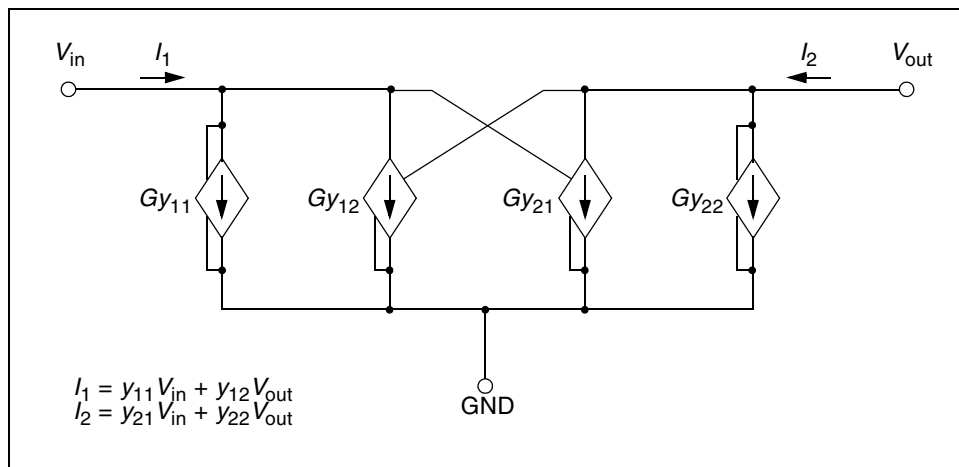 V_in I_1 I_2 V_out
Gy_11 Gy_12 Gy_21 Gy_22
I_1 = y_11 V_in + y_12 V_out
I_2 = y_21 V_in + y_22 V_out
GND